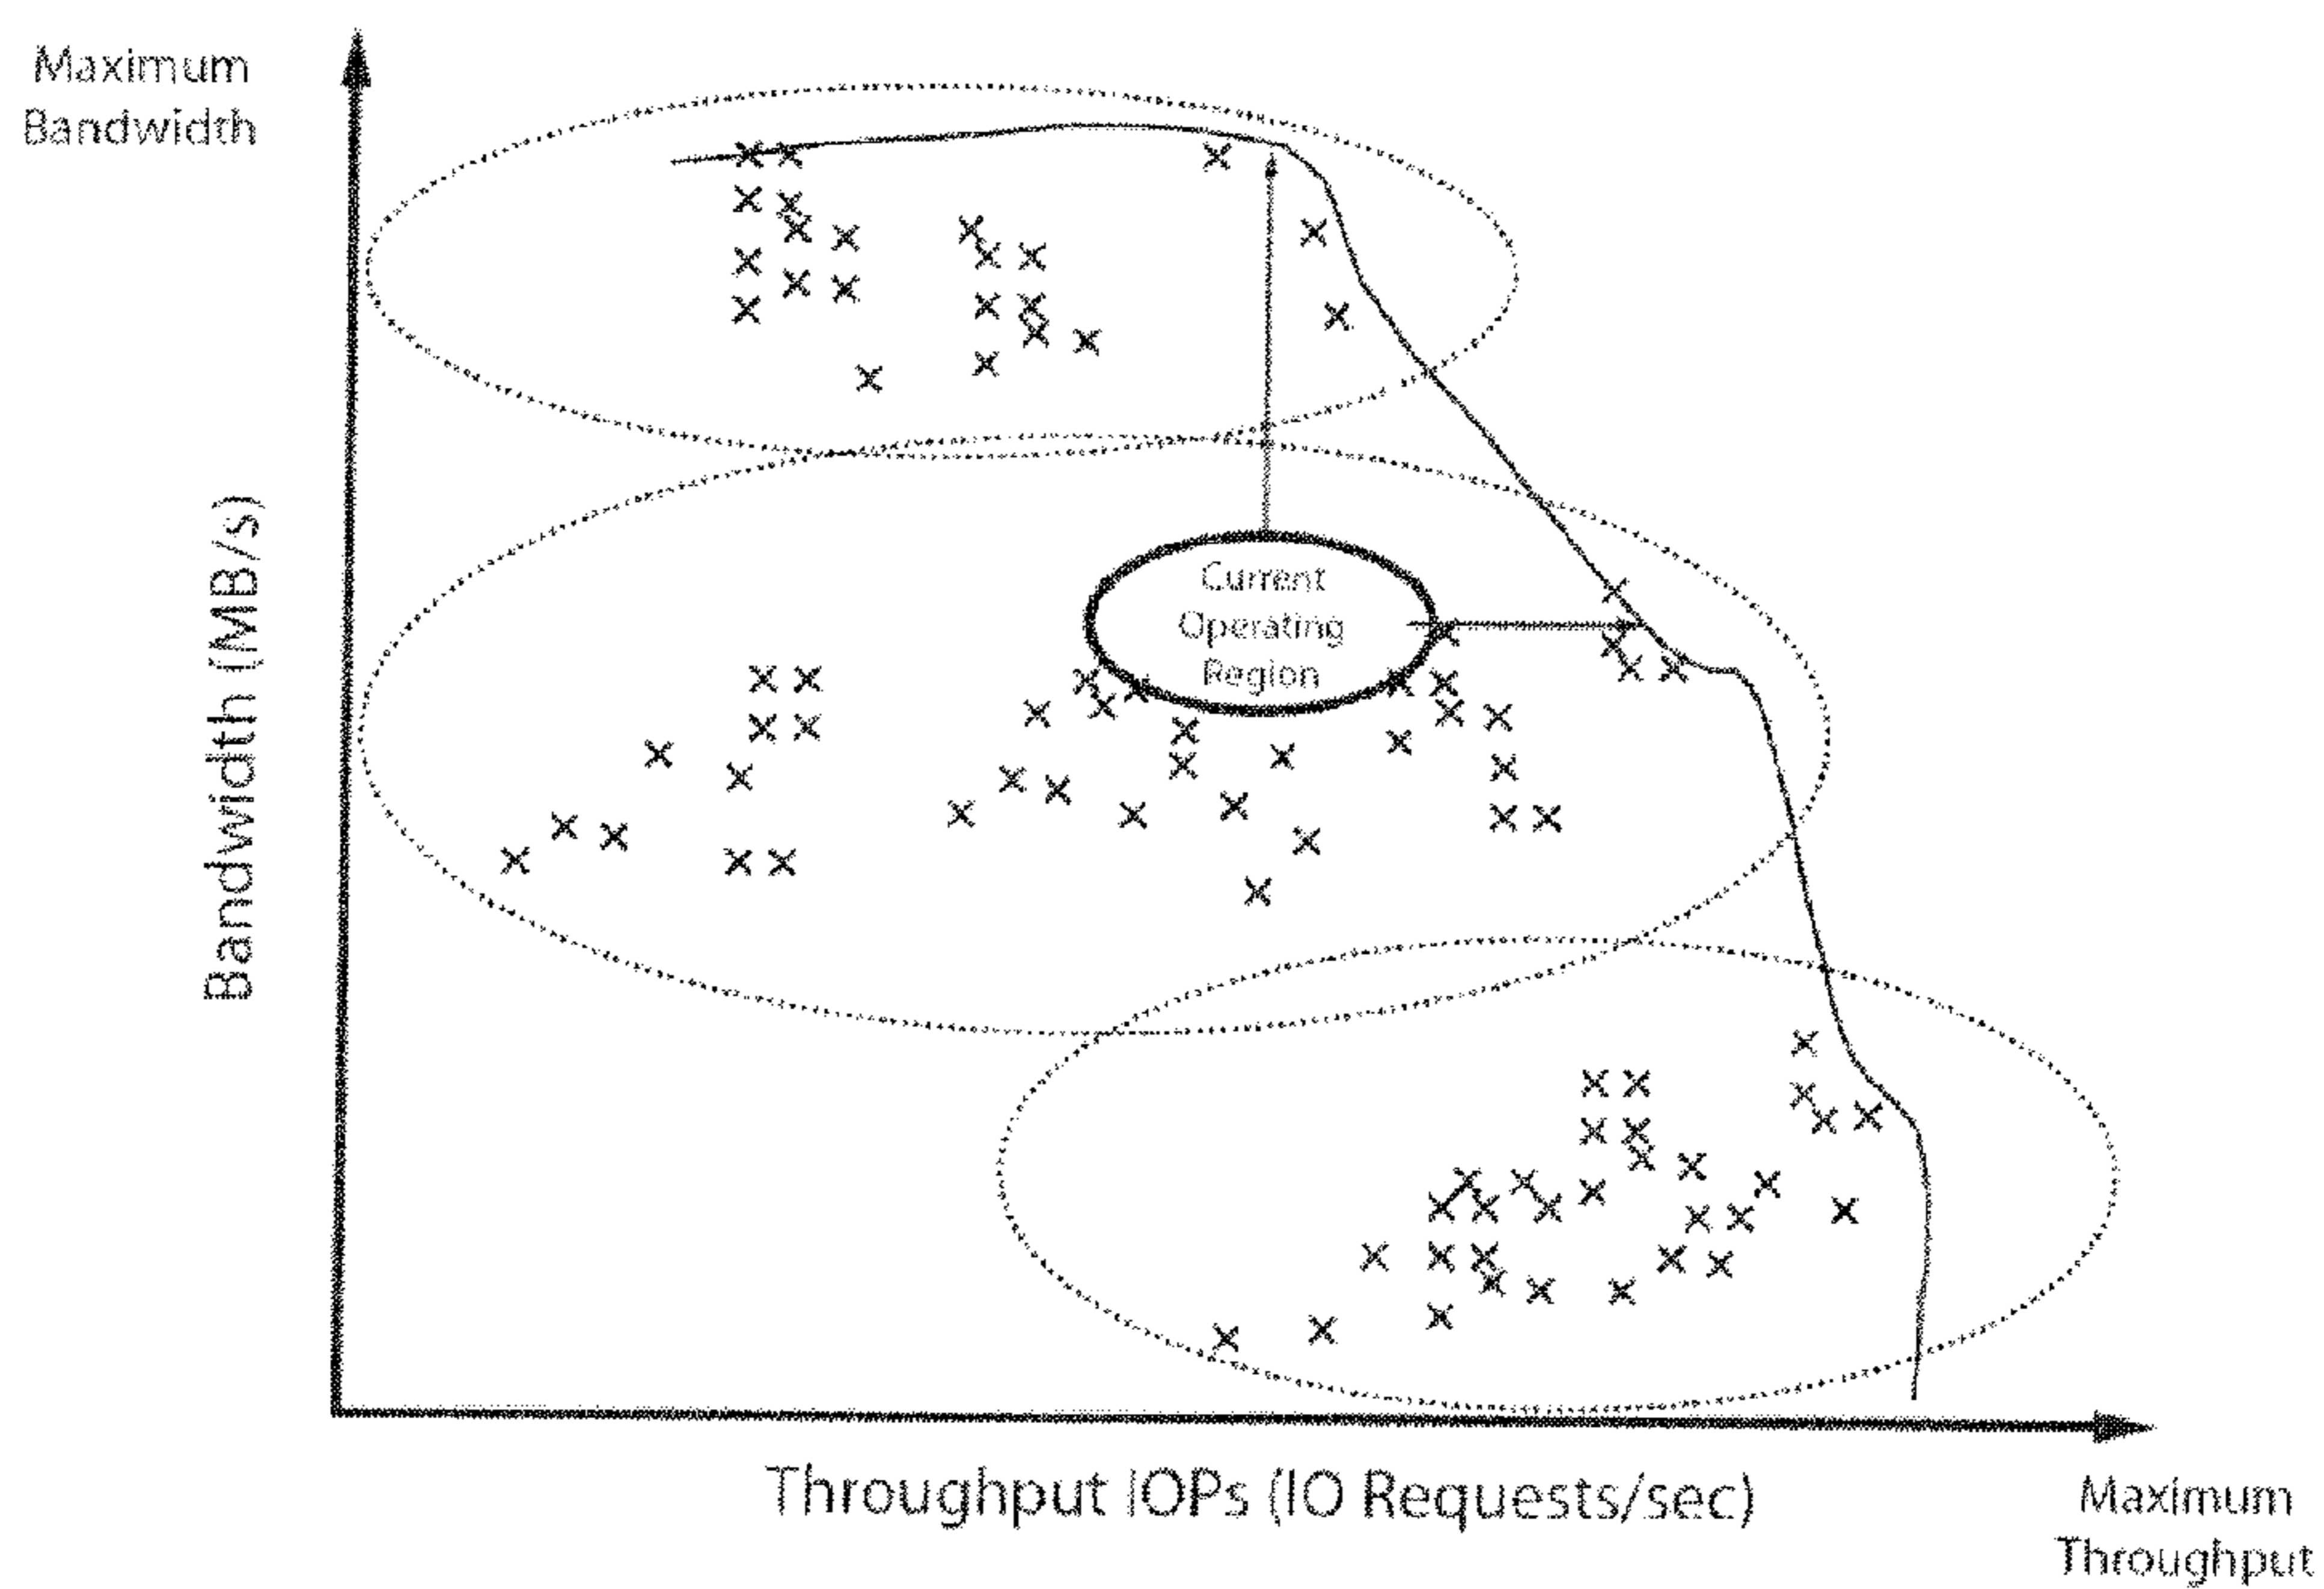 Maximum
Bandwidth
Bandwidth (MB/s)
Current
Operating
Region
Throughput IOPs (IO Requests/sec)
Maximum
Throughput